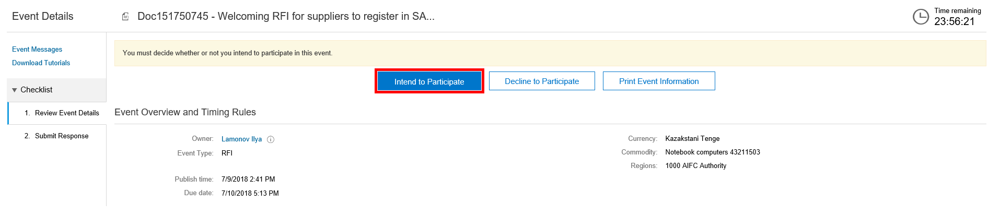 Event Details
RFI
Doc151750745 - Welcoming RFI for suppliers to register in SA...
Time remaining
23:56:21
Event Messages
Download Tutorials
Checklist
1. Review Event Details
2. Submit Response
You must decide whether or not you intend to participate in this event.
Intend to Participate
Decline to Participate
Print Event Information
Event Overview and Timing Rules
Owner: Lamonov Ilya
Event Type: RFI
Publish time: 7/9/2018 2:41 PM
Due date: 7/10/2018 5:13 PM
Currency: Kazakstani Tenge
Commodity: Notebook computers 43211503
Regions: 1000 AIFC Authority